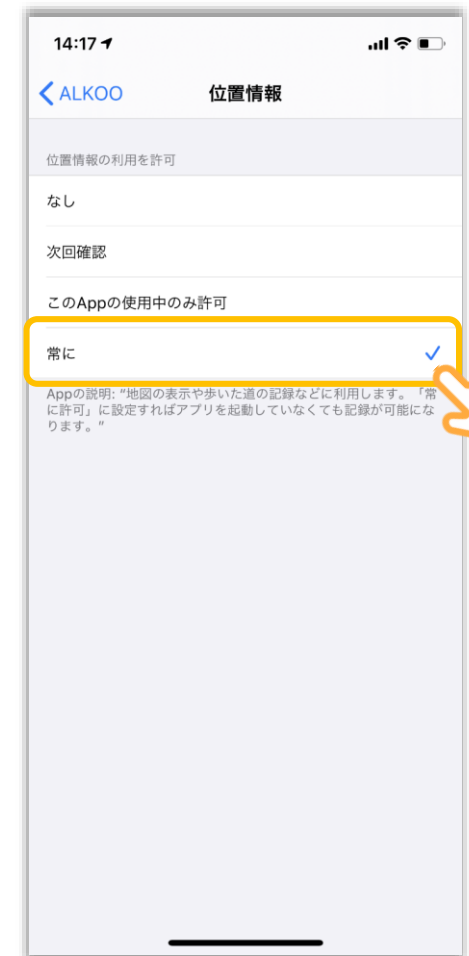 14:17
ALKOO
位置情報
位置情報の利用を許可
なし
次回確認
このAppの使用中のみ許可
常に
Appの説明: "地図の表示や歩いた道の記録などに利用します。「常
に許可」に設定すればアプリを起動していなくても記録が可能にな
ります。"